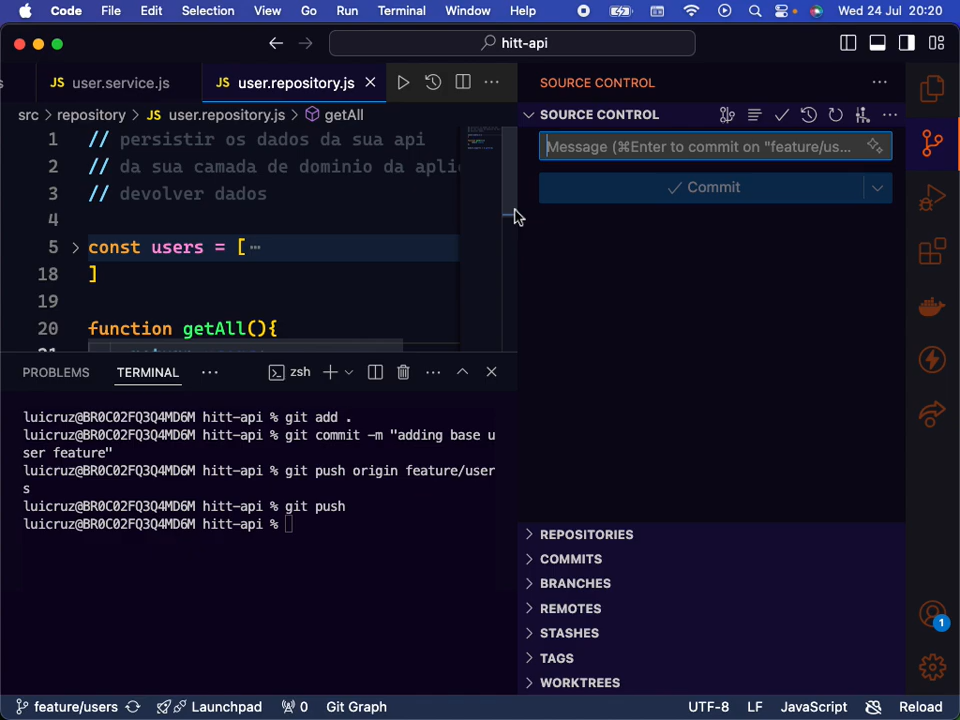 Code File Edit Selection View Go Run Terminal Window Help Wed 24 Jul 20:20
hitt-api
s JS user.service.js JS user.repository.js
src > repository > JS user.repository.js > getAll
1 // persistir os dados da sua api
2 // da sua camada de dominio da aplic
3 // devolver dados
4
5 const users = [ ⋯
18 ]
19
20 function getAll(){
PROBLEMS TERMINAL ⋯ zsh
luicruz@BR0C02FQ3Q4MD6M hitt-api % git add .
luicruz@BR0C02FQ3Q4MD6M hitt-api % git commit -m "adding base u
ser feature"
luicruz@BR0C02FQ3Q4MD6M hitt-api % git push origin feature/user
s
luicruz@BR0C02FQ3Q4MD6M hitt-api % git push
luicruz@BR0C02FQ3Q4MD6M hitt-api %
SOURCE CONTROL
SOURCE CONTROL
Message (⌘Enter to commit on "feature/us...
Commit
REPOSITORIES
COMMITS
BRANCHES
REMOTES
STASHES
TAGS
WORKTREES
1
feature/users Launchpad 0 Git Graph UTF-8 LF JavaScript Reload